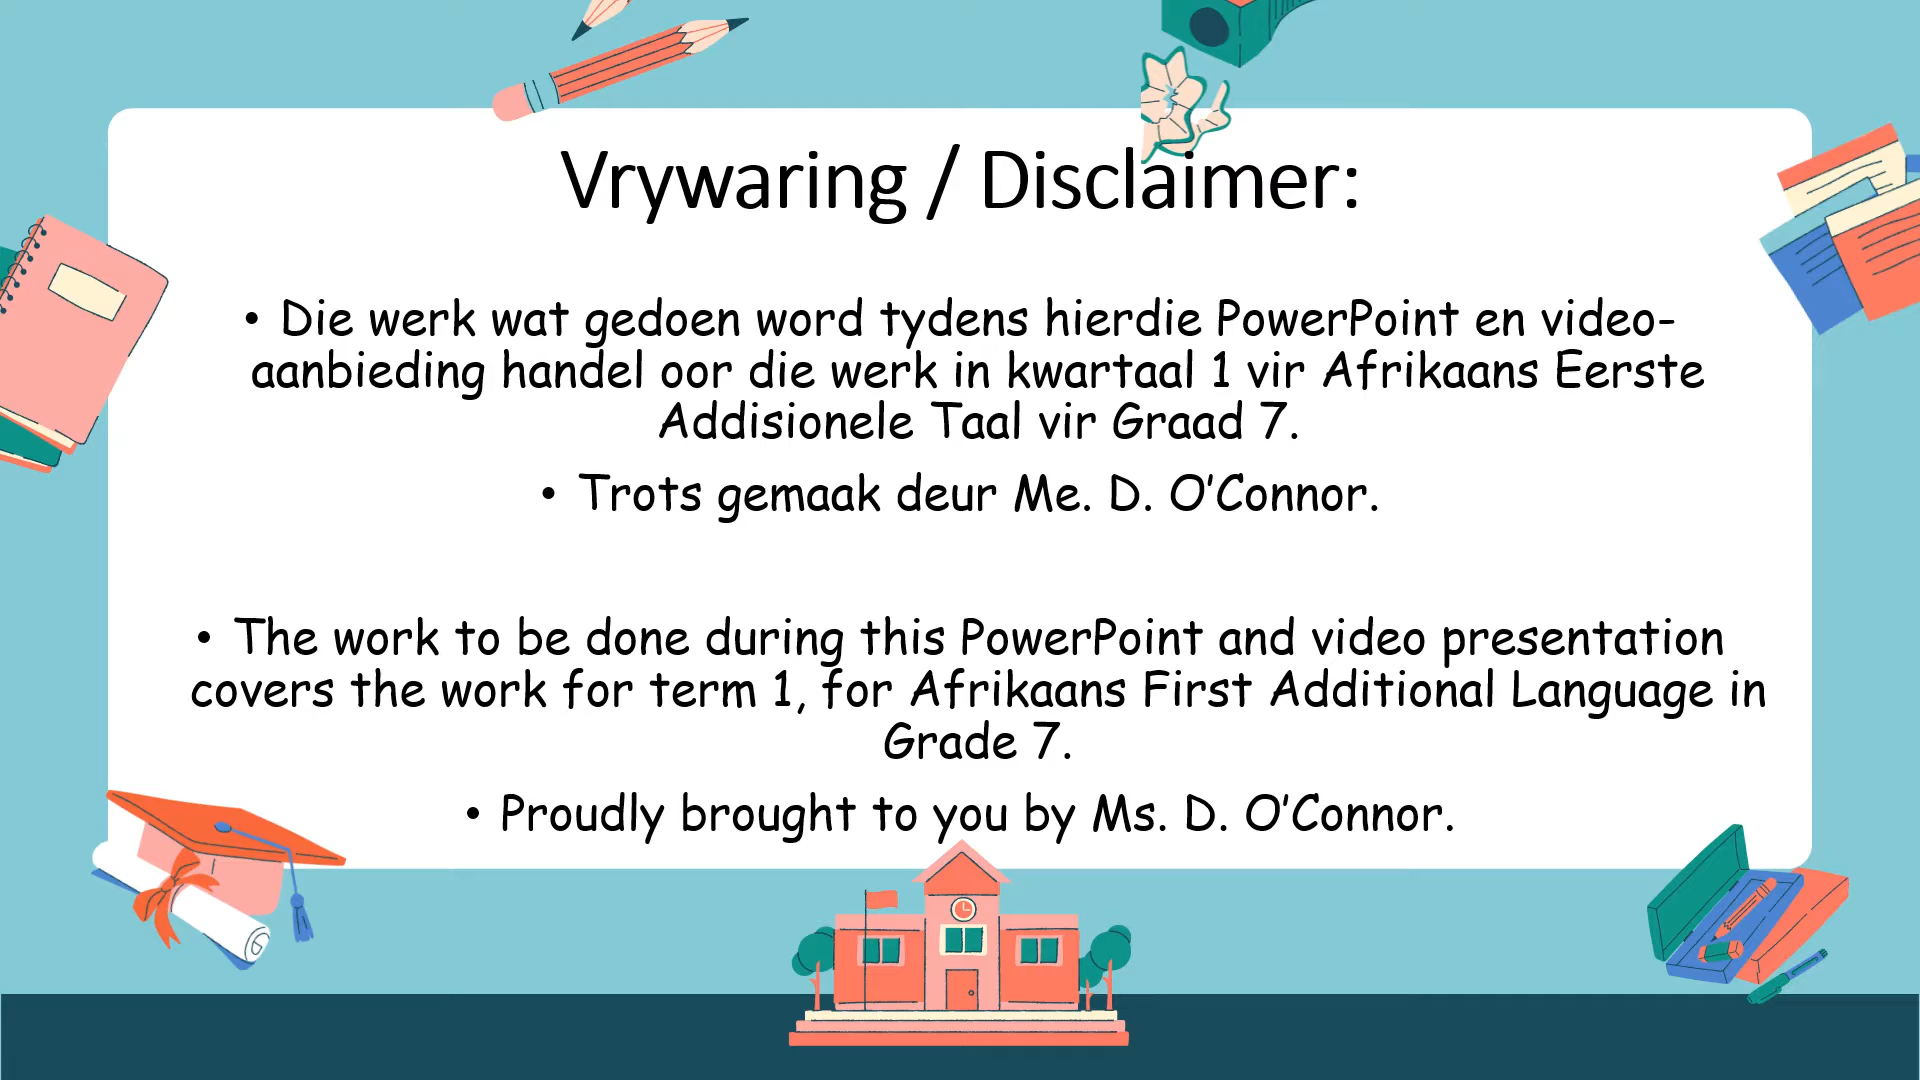 Vrywaring / Disclaimer:
• Die werk wat gedoen word tydens hierdie PowerPoint en video-
aanbieding handel oor die werk in kwartaal 1 vir Afrikaans Eerste
Addisionele Taal vir Graad 7.
• Trots gemaak deur Me. D. O’Connor.
• The work to be done during this PowerPoint and video presentation
covers the work for term 1, for Afrikaans First Additional Language in
Grade 7.
• Proudly brought to you by Ms. D. O’Connor.